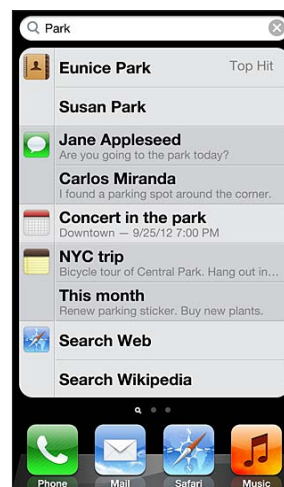 Park
Eunice Park Top Hit
Susan Park
Jane Appleseed
Are you going to the park today?
Carlos Miranda
I found a parking spot around the corner.
Concert in the park
Downtown — 9/25/12 7:00 PM
NYC trip
Bicycle tour of Central Park. Hang out in...
This month
Renew parking sticker. Buy new plants.
Search Web
Search Wikipedia
Phone Mail Safari Music